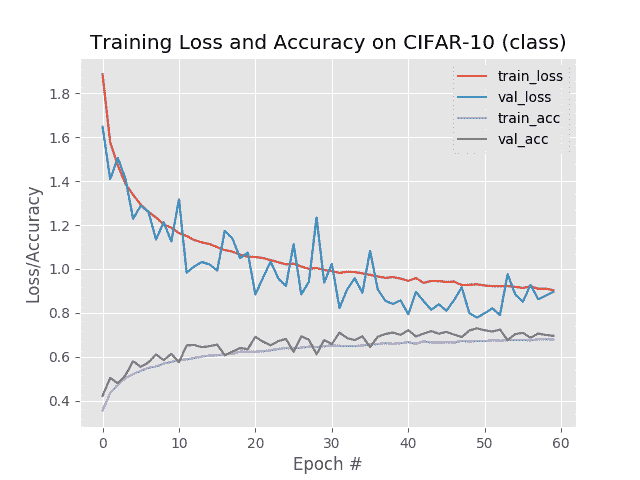 Training Loss and Accuracy on CIFAR-10 (class)
train_loss
val_loss
train_acc
val_acc
1.8
1.6
1.4
1.2
1.0
0.8
0.6
0.4
Loss/Accuracy
0 10 20 30 40 50 60
Epoch #